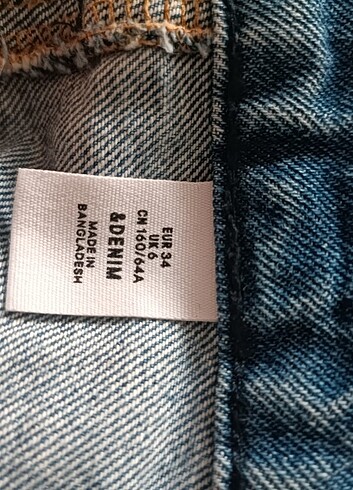 EUR 34
UK 6
CN 160/64A
&DENIM
MADE IN
BANGLADESH